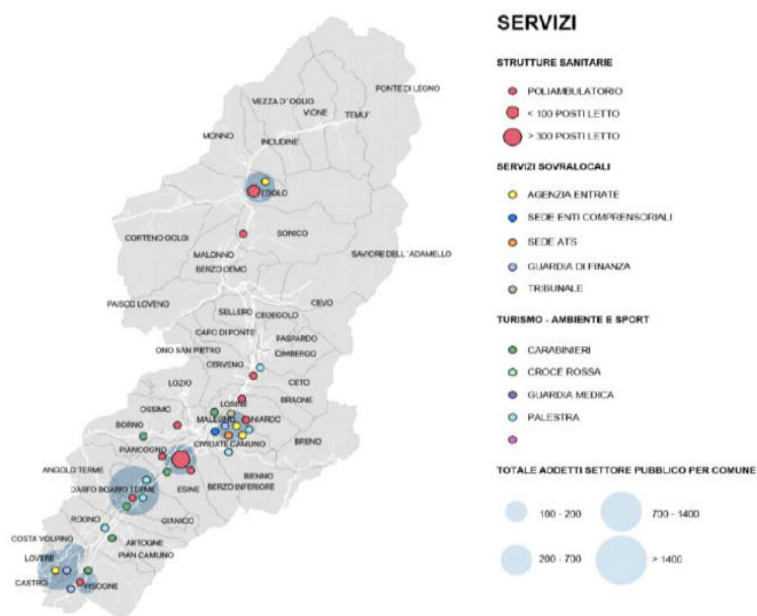 SERVIZI
STRUTTURE SANITARIE
POLIAMBULATORIO
< 100 POSTI LETTO
> 300 POSTI LETTO
SERVIZI SOVRALOCALI
AGENZIA ENTRATE
SEDE ENTI COMPRENSORIALI
SEDE ATS
GUARDIA DI FINANZA
TRIBUNALE
TURISMO - AMBIENTE E SPORT
CARABINIERI
CROCE ROSSA
GUARDIA MEDICA
PALESTRA
TOTALE ADDETTI SETTORE PUBBLICO PER COMUNE
100 - 200
700 - 1400
200 - 700
> 1400
PONTE DI LEGNO
VEZZA D'OGLIO
VIONE
TEMU'
MONNO
INCUDINE
EDOLO
CORTENO GOLGI
SONICO
MALONNO
SAVIORE DELL'ADAMELLO
BERZO DEMO
PAISCO LOVENO
CEVO
SELLERO
CEDEGOLO
CAPO DI PONTE
PASPARDO
ONO SAN PIETRO
CIMBERGO
CERVENO
LOZIO
CETO
BRAONE
OSSIMO
LOSINE
MALEGNO
NIARDO
BORNO
CIVIDATE CAMUNO
BRENO
PIANCOGNO
ANGOLO TERME
BIENNO
ESINE
BERZO INFERIORE
DARFO BOARIO TERME
ROGNO
GIANICO
COSTA VOLPINO
ARTOGNE
PIAN CAMUNO
LOVERE
CASTRO
PISOGNE